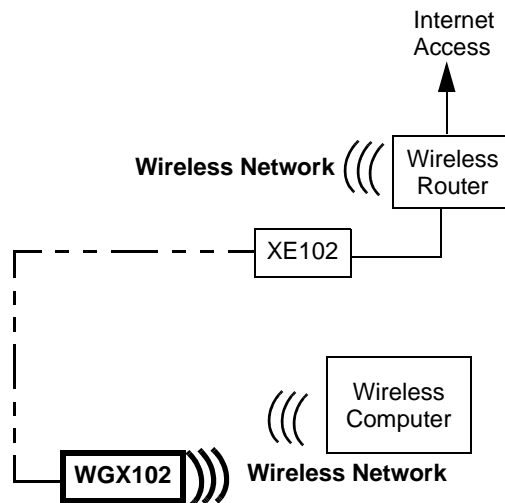 Internet
Access
Wireless Network
Wireless
Router
XE102
Wireless
Computer
WGX102
Wireless Network